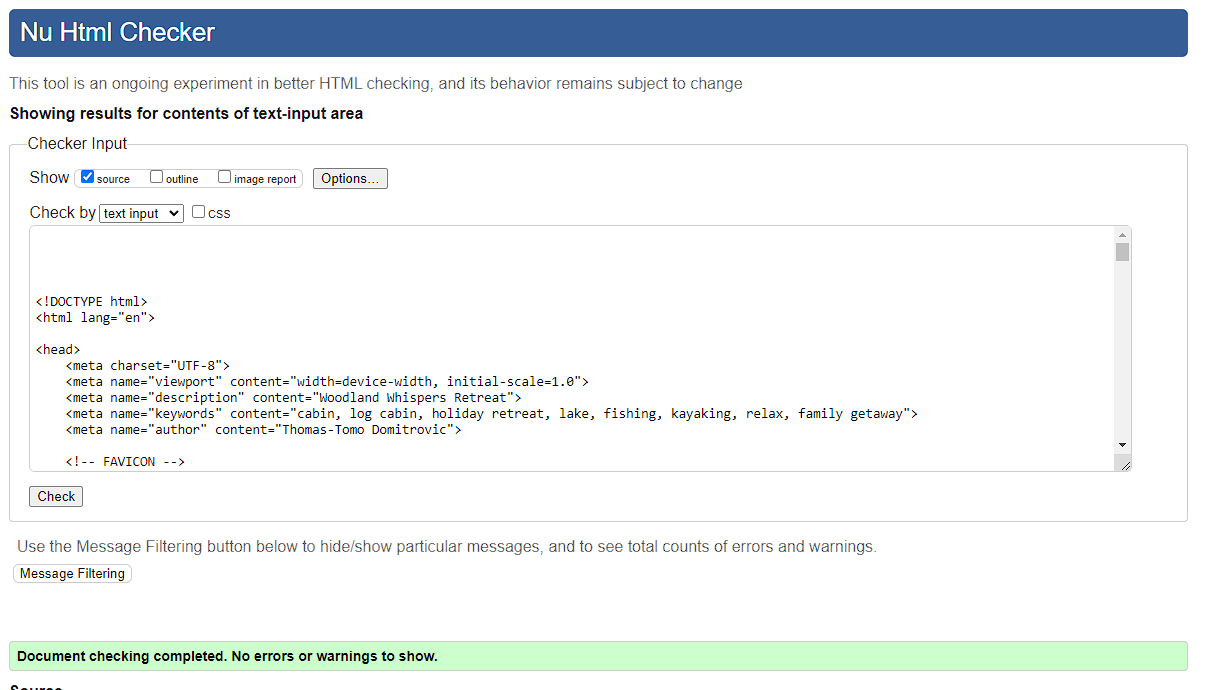 Nu Html Checker
This tool is an ongoing experiment in better HTML checking, and its behavior remains subject to change
Showing results for contents of text-input area
Checker Input
Show source outline image report Options...
Check by text input css
<!DOCTYPE html>
<html lang="en">
<head>
<meta charset="UTF-8">
<meta name="viewport" content="width=device-width, initial-scale=1.0">
<meta name="description" content="Woodland Whispers Retreat">
<meta name="keywords" content="cabin, log cabin, holiday retreat, lake, fishing, kayaking, relax, family getaway">
<meta name="author" content="Thomas-Tomo Domitrovic">
<!-- FAVICON -->
Check
Use the Message Filtering button below to hide/show particular messages, and to see total counts of errors and warnings.
Message Filtering
Document checking completed. No errors or warnings to show.
Source